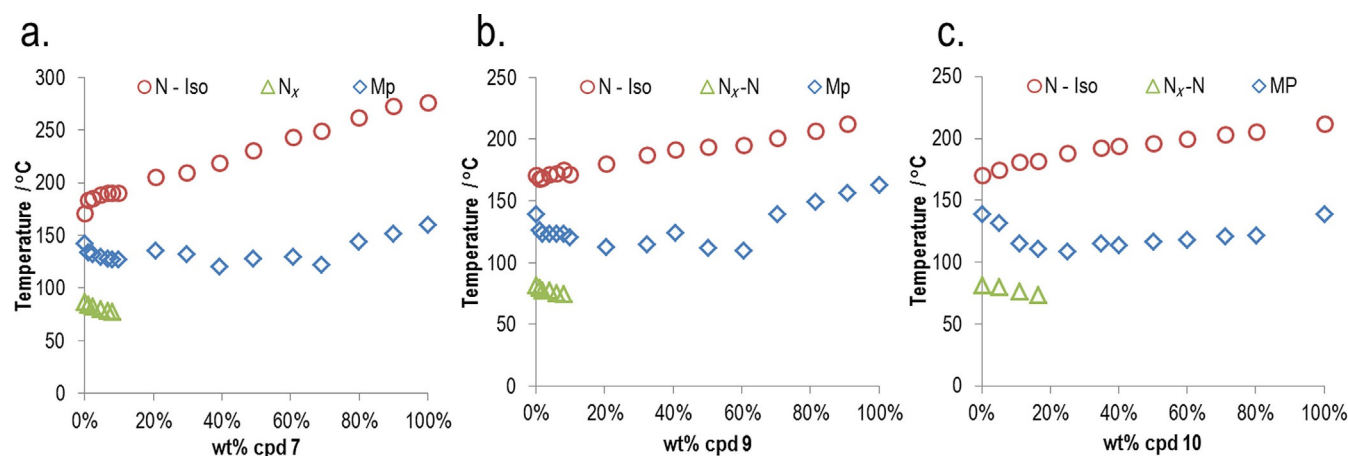 a.
N - Iso
Nₓ
Mp
Temperature /°C
300
250
200
150
100
50
0
0%
20%
40%
60%
80%
100%
wt% cpd 7
b.
N - Iso
Nₓ-N
Mp
Temperature /°C
250
200
150
100
50
0
0%
20%
40%
60%
80%
100%
wt% cpd 9
c.
N - Iso
Nₓ-N
MP
Temperature /°C
250
200
150
100
50
0
0%
20%
40%
60%
80%
100%
wt% cpd 10